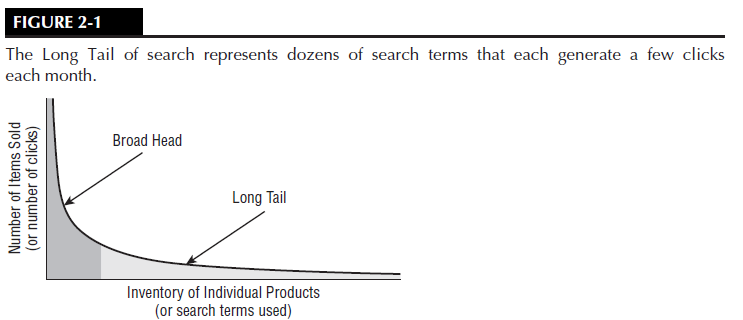 FIGURE 2-1
The Long Tail of search represents dozens of search terms that each generate a few clicks
each month.
Number of Items Sold
(or number of clicks)
Broad Head
Long Tail
Inventory of Individual Products
(or search terms used)